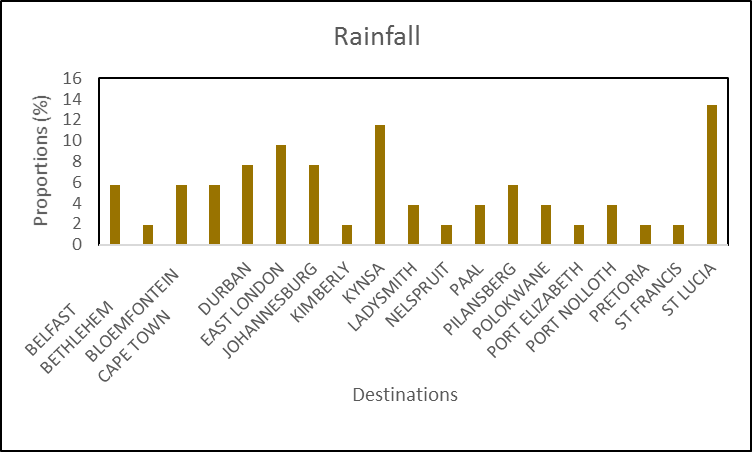 Rainfall
Proportions (%)
16
14
12
10
8
6
4
2
0
BELFAST
BETHLEHEM
BLOEMFONTEIN
CAPE TOWN
DURBAN
EAST LONDON
JOHANNESBURG
KIMBERLY
KYNSA
LADYSMITH
NELSPRUIT
PAAL
PILANSBERG
POLOKWANE
PORT ELIZABETH
PORT NOLLOTH
PRETORIA
ST FRANCIS
ST LUCIA
Destinations